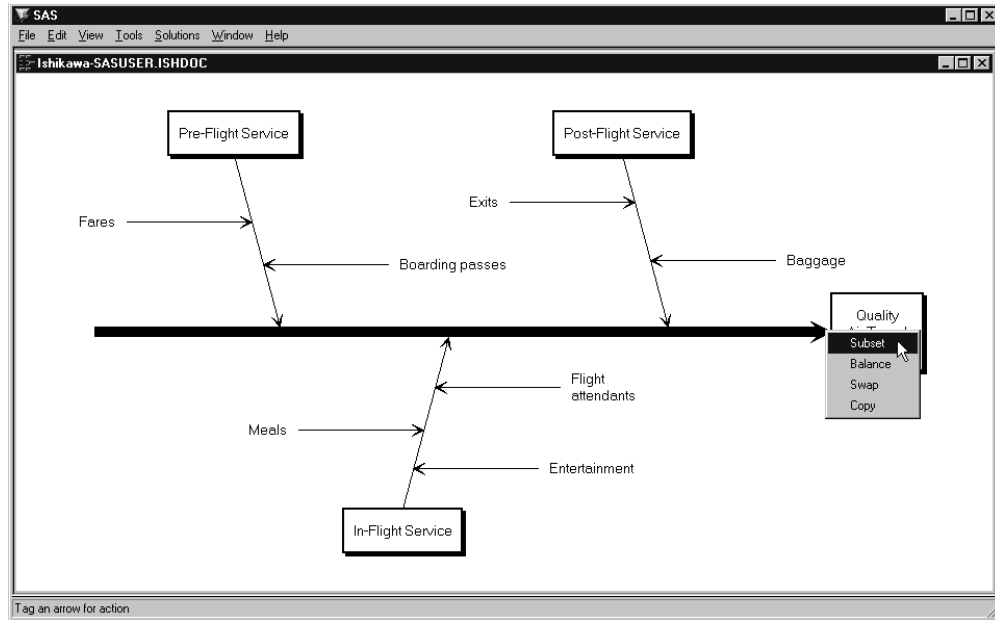 SAS
File Edit View Tools Solutions Window Help
Ishikawa-SASUSER.ISHDOC
Pre-Flight Service
Post-Flight Service
Exits
Fares
Boarding passes
Baggage
Quality
Subset
Balance
Swap
Copy
Flight
attendants
Meals
Entertainment
In-Flight Service
Tag an arrow for action